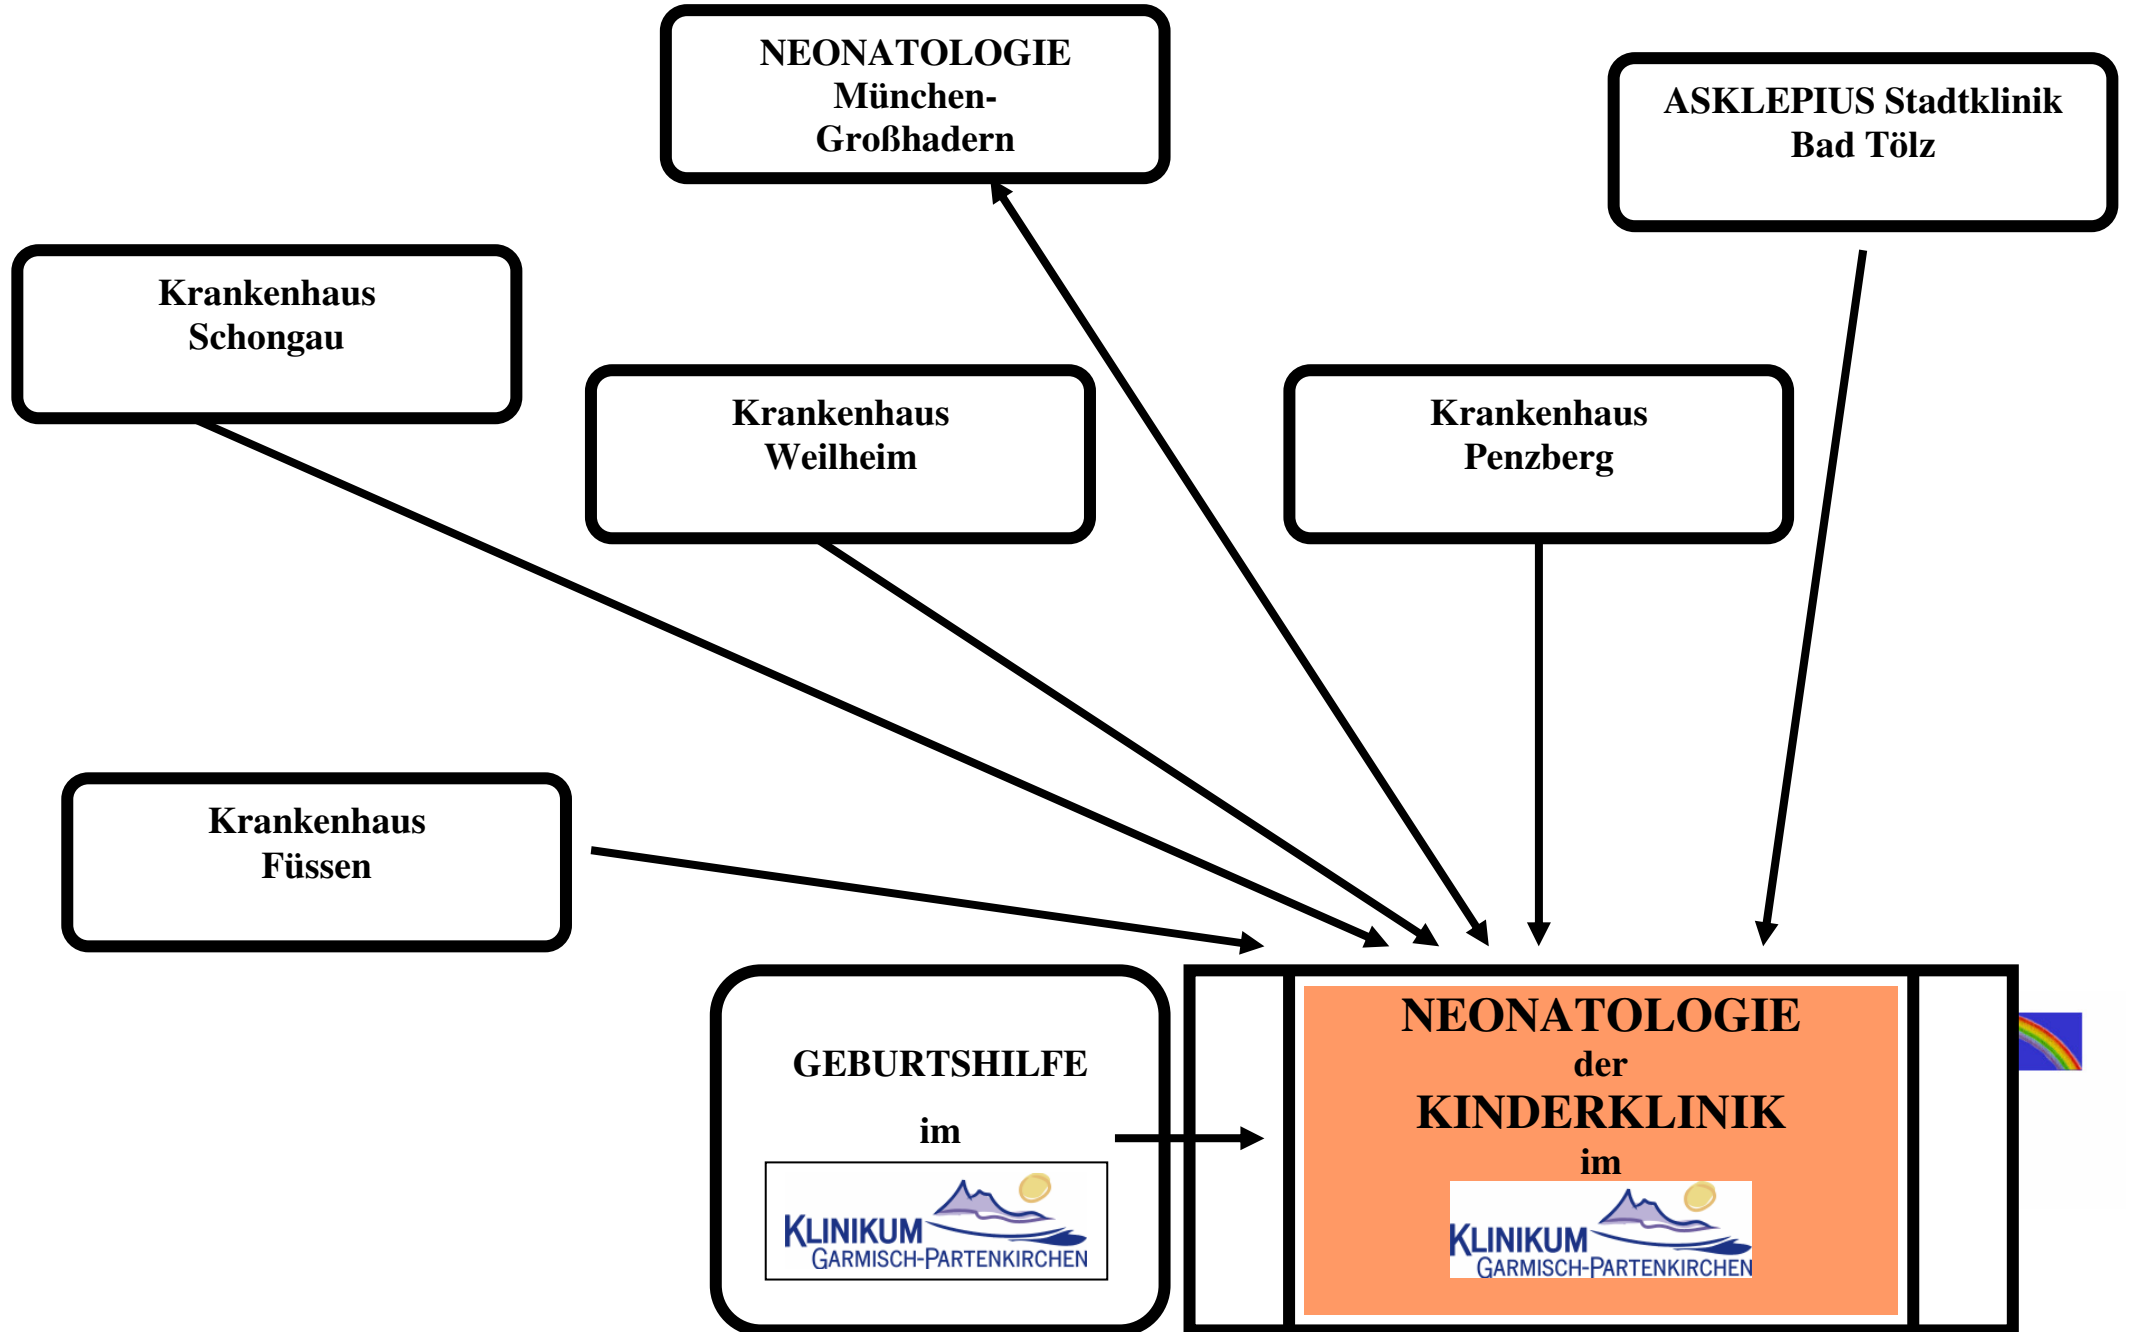 NEONATOLOGIE
München-
Großhadern
ASKLEPIUS Stadtklinik
Bad Tölz
Krankenhaus
Schongau
Krankenhaus
Weilheim
Krankenhaus
Penzberg
Krankenhaus
Füssen
GEBURTSHILFE
im
KLINIKUM
GARMISCH-PARTENKIRCHEN
NEONATOLOGIE
der
KINDERKLINIK
im
KLINIKUM
GARMISCH-PARTENKIRCHEN